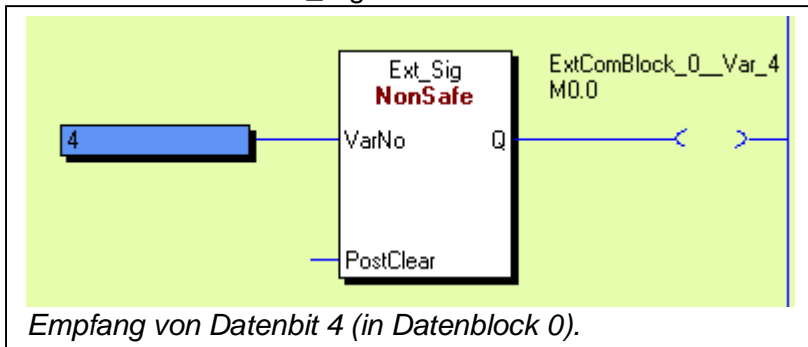 Ext_Sig
NonSafe
ExtComBlock_0__Var_4
M0.0
4
VarNo
Q
PostClear
Empfang von Datenbit 4 (in Datenblock 0).